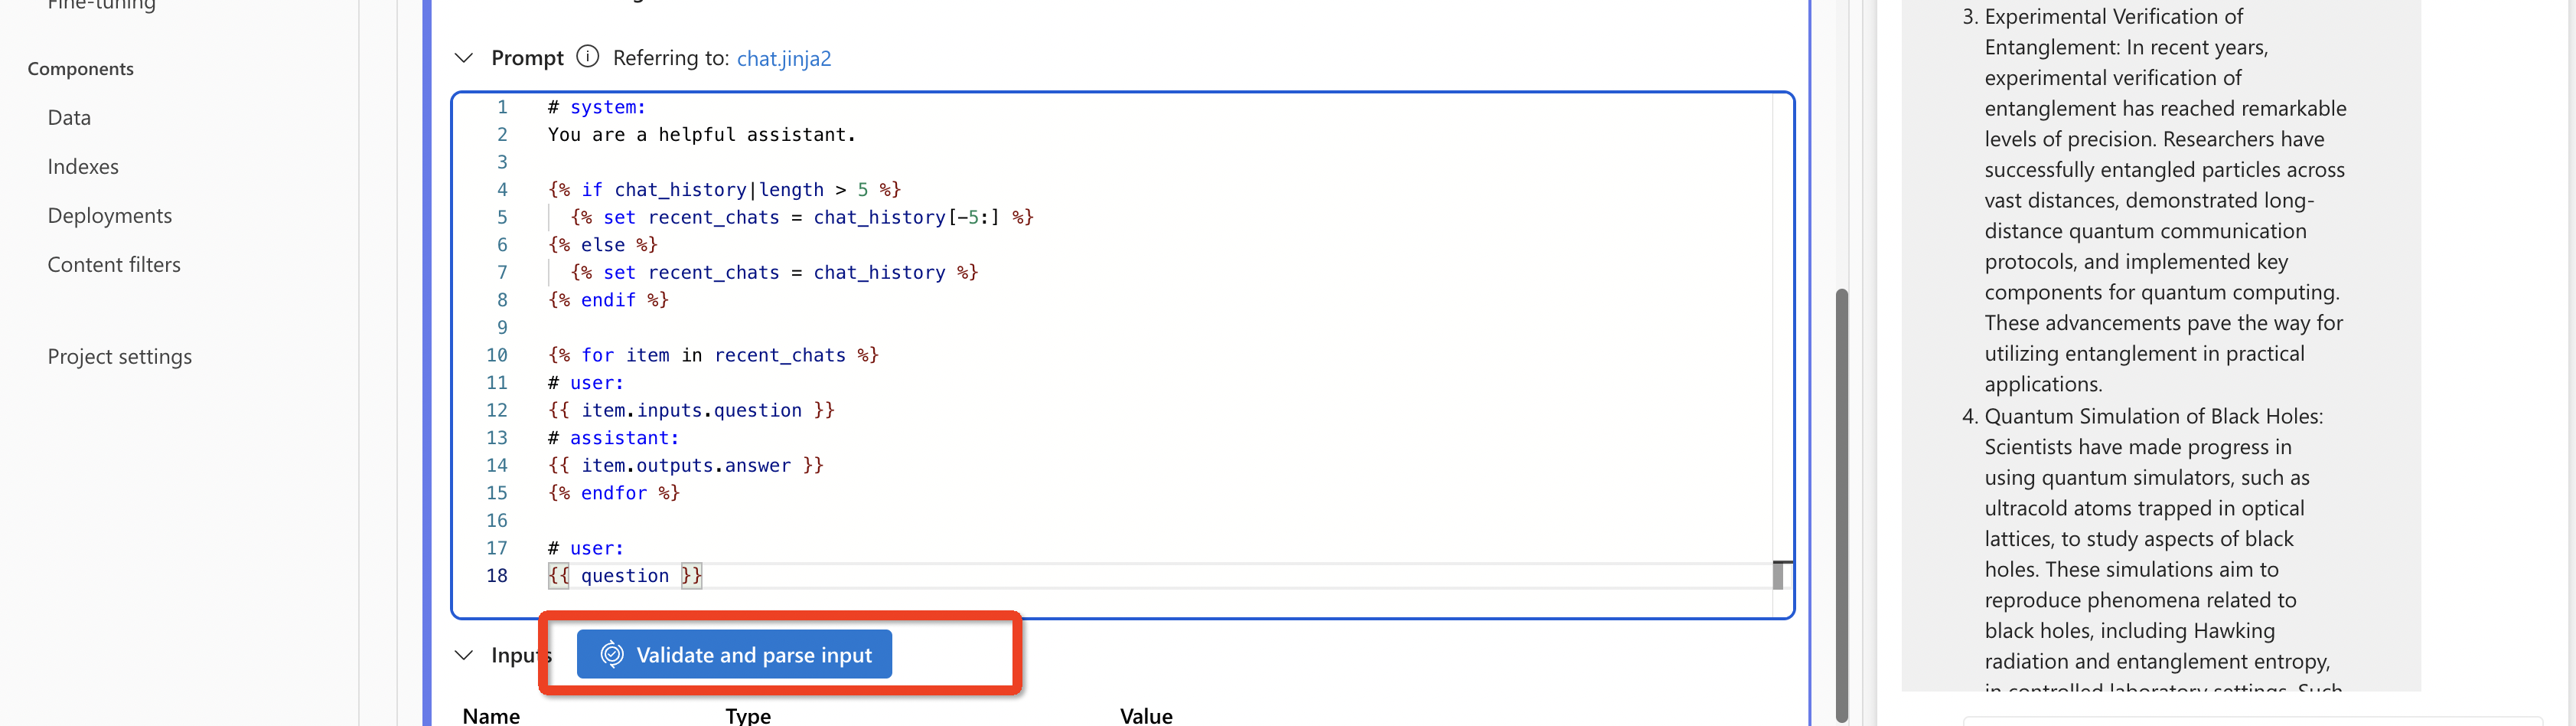 Fine-tuning
Components
Data
Indexes
Deployments
Content filters
Project settings
Prompt Referring to: chat.jinja2
1 # system:
2 You are a helpful assistant.
3
4 {% if chat_history|length > 5 %}
5 {% set recent_chats = chat_history[-5:] %}
6 {% else %}
7 {% set recent_chats = chat_history %}
8 {% endif %}
9
10 {% for item in recent_chats %}
11 # user:
12 {{ item.inputs.question }}
13 # assistant:
14 {{ item.outputs.answer }}
15 {% endfor %}
16
17 # user:
18 {{ question }}
Inputs Validate and parse input
Name Type Value
3. Experimental Verification of
Entanglement: In recent years,
experimental verification of
entanglement has reached remarkable
levels of precision. Researchers have
successfully entangled particles across
vast distances, demonstrated long-
distance quantum communication
protocols, and implemented key
components for quantum computing.
These advancements pave the way for
utilizing entanglement in practical
applications.
4. Quantum Simulation of Black Holes:
Scientists have made progress in
using quantum simulators, such as
ultracold atoms trapped in optical
lattices, to study aspects of black
holes. These simulations aim to
reproduce phenomena related to
black holes, including Hawking
radiation and entanglement entropy,
in controlled laboratory settings. Such